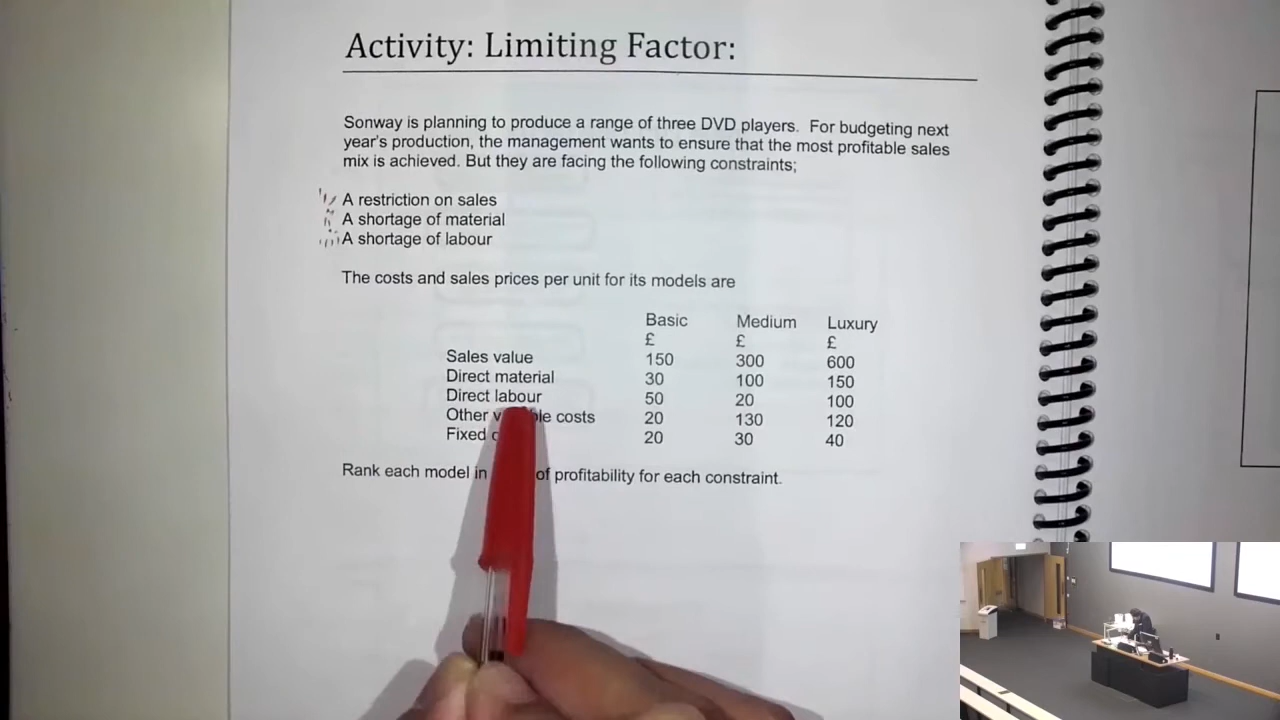 Activity: Limiting Factor:
Sonway is planning to produce a range of three DVD players. For budgeting next
year's production, the management wants to ensure that the most profitable sales
mix is achieved. But they are facing the following constraints;
A restriction on sales
A shortage of material
A shortage of labour
The costs and sales prices per unit for its models are
Basic Medium Luxury
£ £ £
Sales value 150 300 600
Direct material 30 100 150
Direct labour 50 20 100
Other costs 20 130 120
Fixed 20 30 40
Rank each model in of profitability for each constraint.